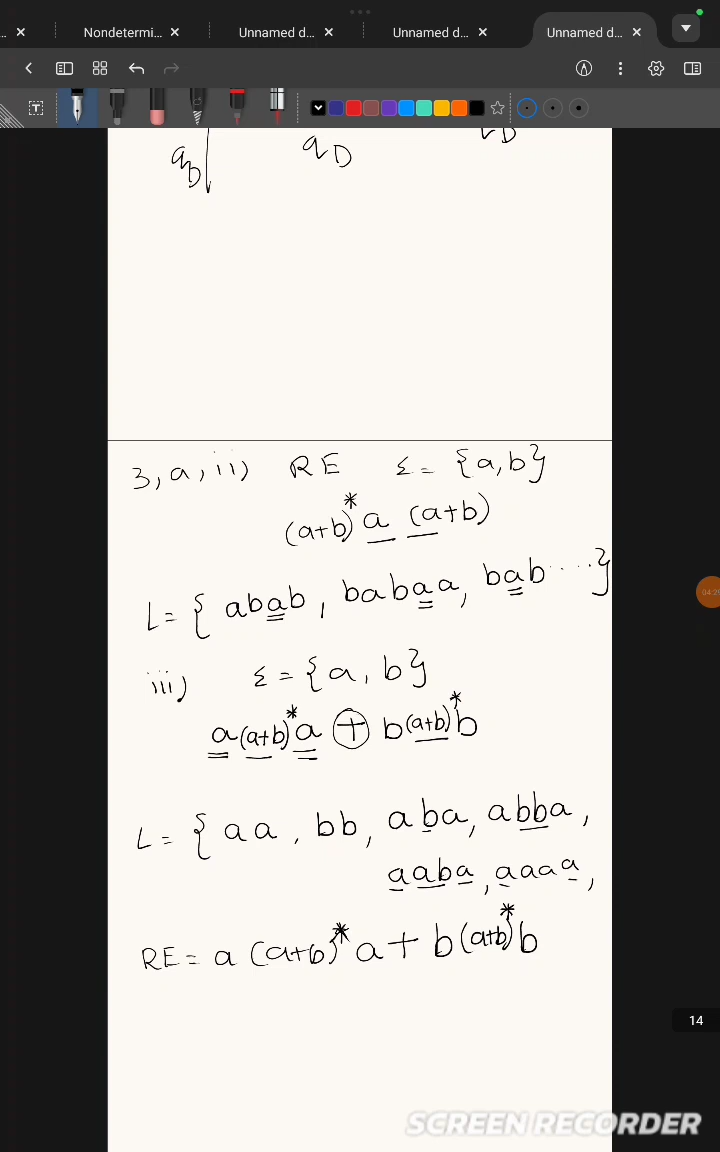 Nondetermi... ×
Unnamed d... ×
Unnamed d... ×
Unnamed d... ×
T
q_D | q_D
3, a, ii) RE Σ = {a, b}
(a+b)* a (a+b)
L = { abab, babaa, bab ....}
iii) Σ = {a, b}
a(a+b)*a + b(a+b)*b
L = { aa, bb, aba, abba,
aaba, aaaa,
RE = a (a+b)* a + b (a+b)* b
14
SCREEN RECORDER